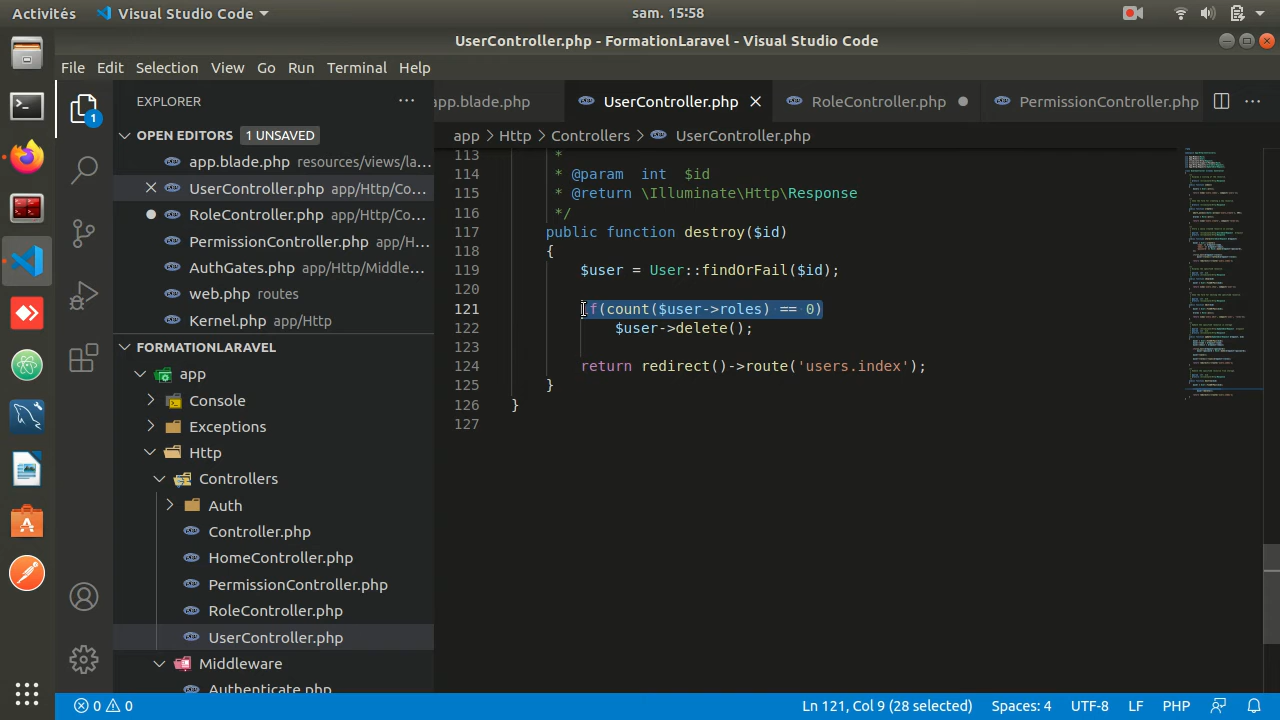 Activités Visual Studio Code sam. 15:58
UserController.php - FormationLaravel - Visual Studio Code
File Edit Selection View Go Run Terminal Help
EXPLORER
app.blade.php UserController.php RoleController.php PermissionController.php
OPEN EDITORS 1 UNSAVED
app > Http > Controllers > UserController.php
app.blade.php resources/views/la...
UserController.php app/Http/Co...
RoleController.php app/Http/Co...
PermissionController.php app/H...
AuthGates.php app/Http/Middle...
web.php routes
Kernel.php app/Http
FORMATIONLARAVEL
app
Console
Exceptions
Http
Controllers
Auth
Controller.php
HomeController.php
PermissionController.php
RoleController.php
UserController.php
Middleware
Authenticate.php
1
113 *
114 * @param int $id
115 * @return \Illuminate\Http\Response
116 */
117 public function destroy($id)
118 {
119 $user = User::findOrFail($id);
120
121 if(count($user->roles) == 0)
122 $user->delete();
123
124 return redirect()->route('users.index');
125 }
126 }
127
0 0 Ln 121, Col 9 (28 selected) Spaces: 4 UTF-8 LF PHP